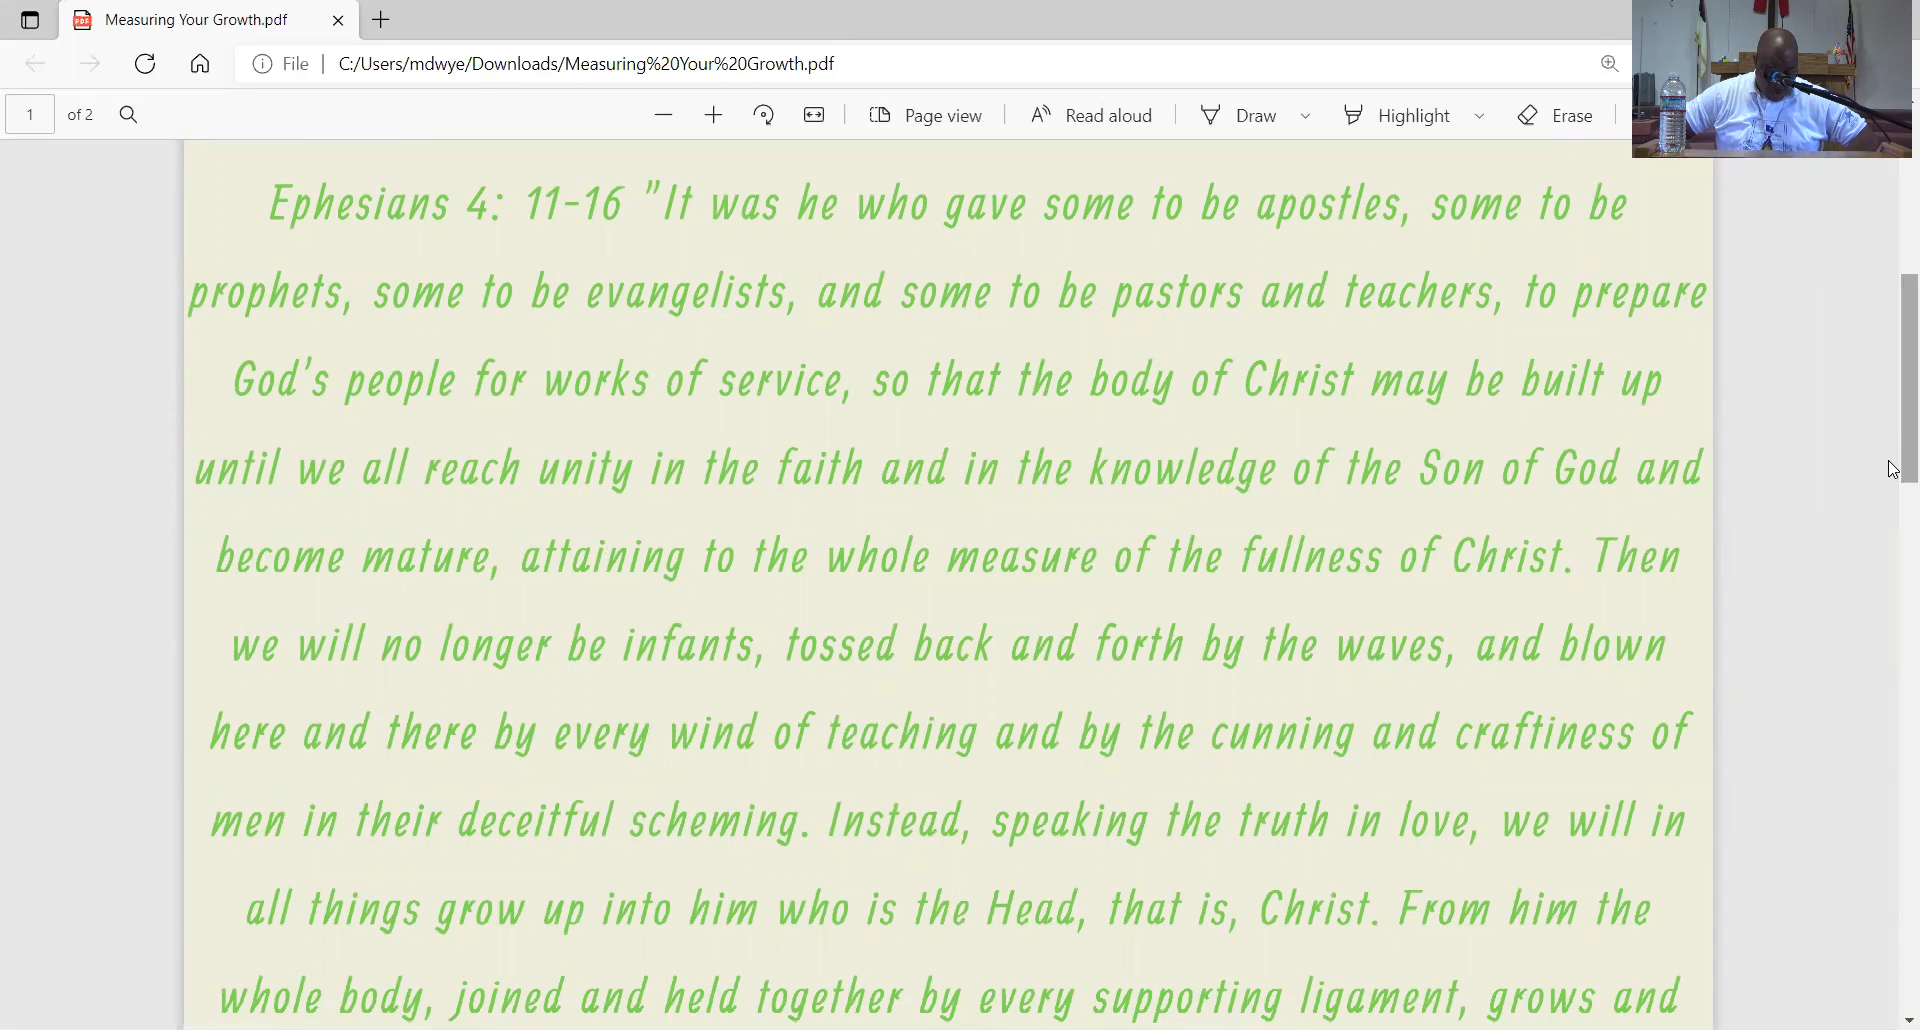 Measuring Your Growth.pdf
File | C:/Users/mdwye/Downloads/Measuring%20Your%20Growth.pdf
1 of 2 Page view Read aloud Draw Highlight Erase
Ephesians 4: 11-16 "It was he who gave some to be apostles, some to be
prophets, some to be evangelists, and some to be pastors and teachers, to prepare
God's people for works of service, so that the body of Christ may be built up
until we all reach unity in the faith and in the knowledge of the Son of God and
become mature, attaining to the whole measure of the fullness of Christ. Then
we will no longer be infants, tossed back and forth by the waves, and blown
here and there by every wind of teaching and by the cunning and craftiness of
men in their deceitful scheming. Instead, speaking the truth in love, we will in
all things grow up into him who is the Head, that is, Christ. From him the
whole body, joined and held together by every supporting ligament, grows and